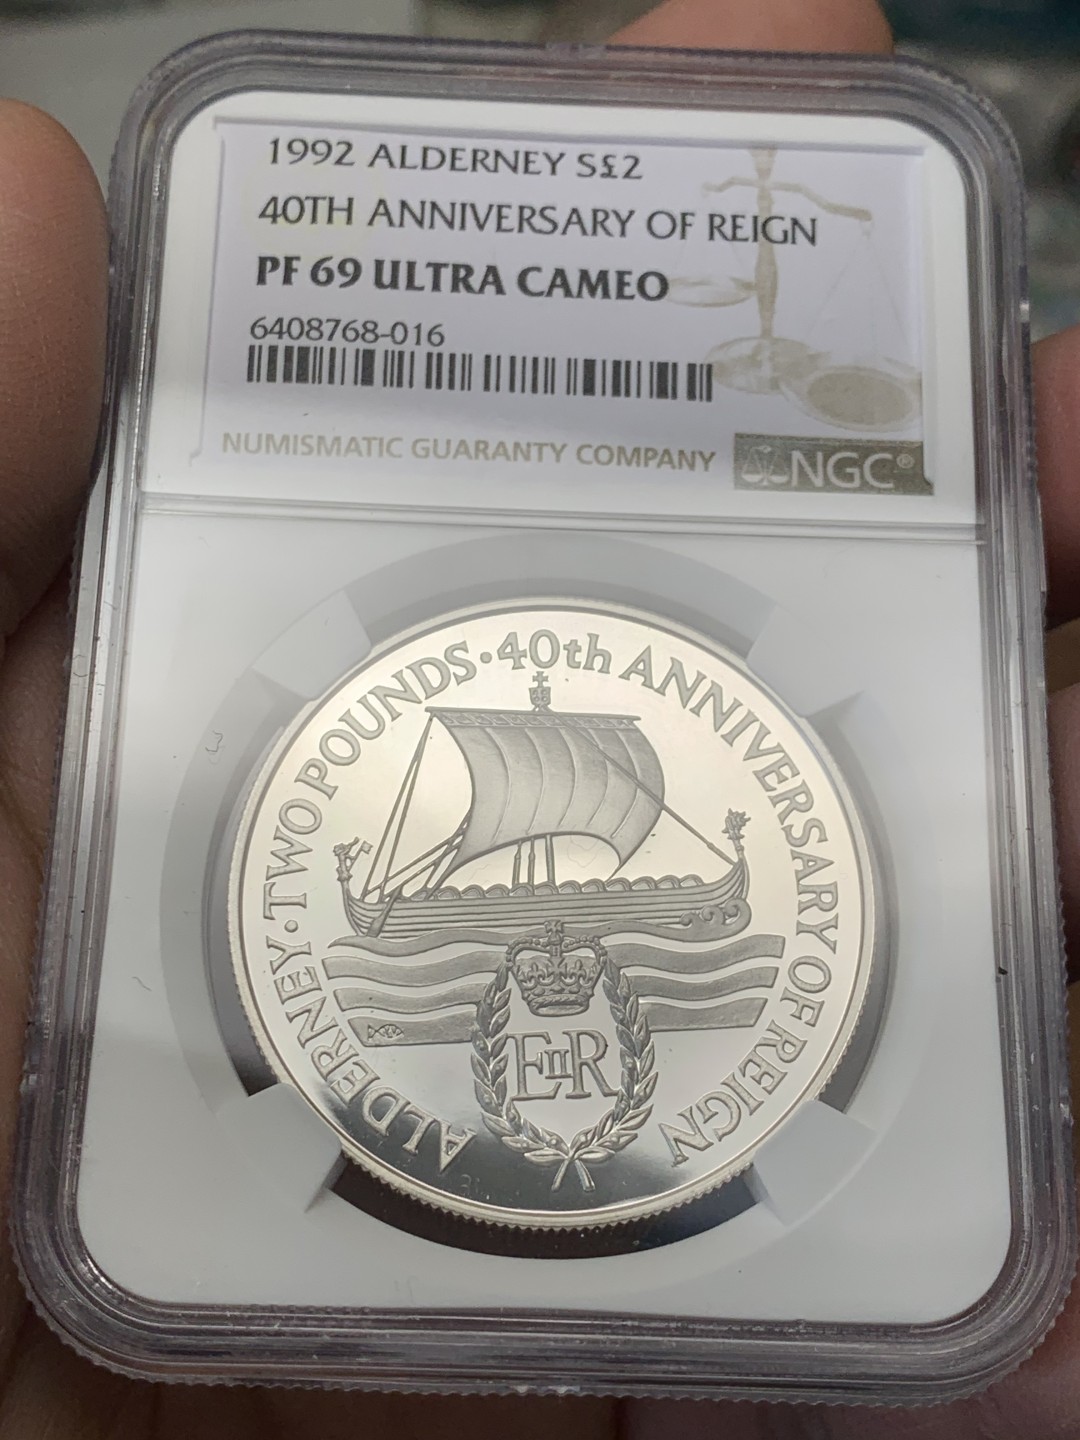 1992 ALDERNEY S£2
40TH ANNIVERSARY OF REIGN
PF 69 ULTRA CAMEO
6408768-016
NUMISMATIC GUARANTY COMPANY
NGC®
ALDERNEY · TWO POUNDS · 40th ANNIVERSARY OF REIGN
EIIR